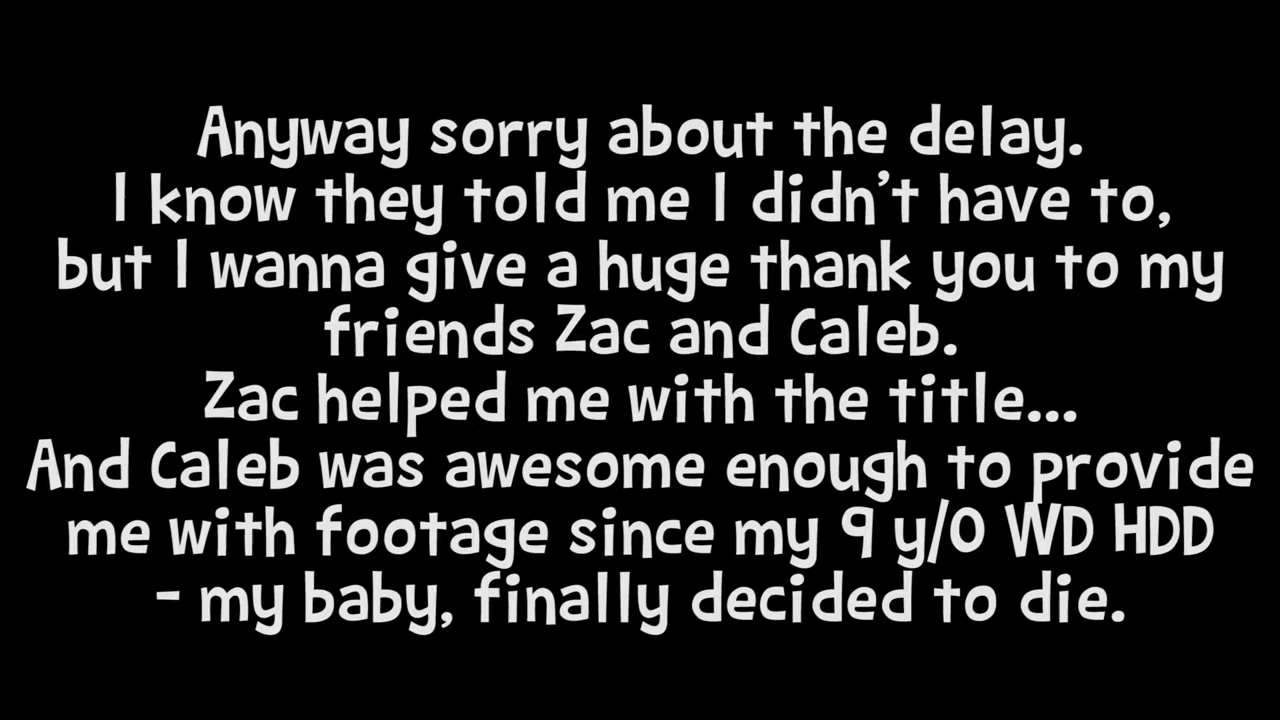 Anyway sorry about the delay.
I know they told me I didn't have to,
but I wanna give a huge thank you to my
friends Zac and Caleb.
Zac helped me with the title...
And Caleb was awesome enough to provide
me with footage since my 9 y/O WD HDD
- my baby, finally decided to die.